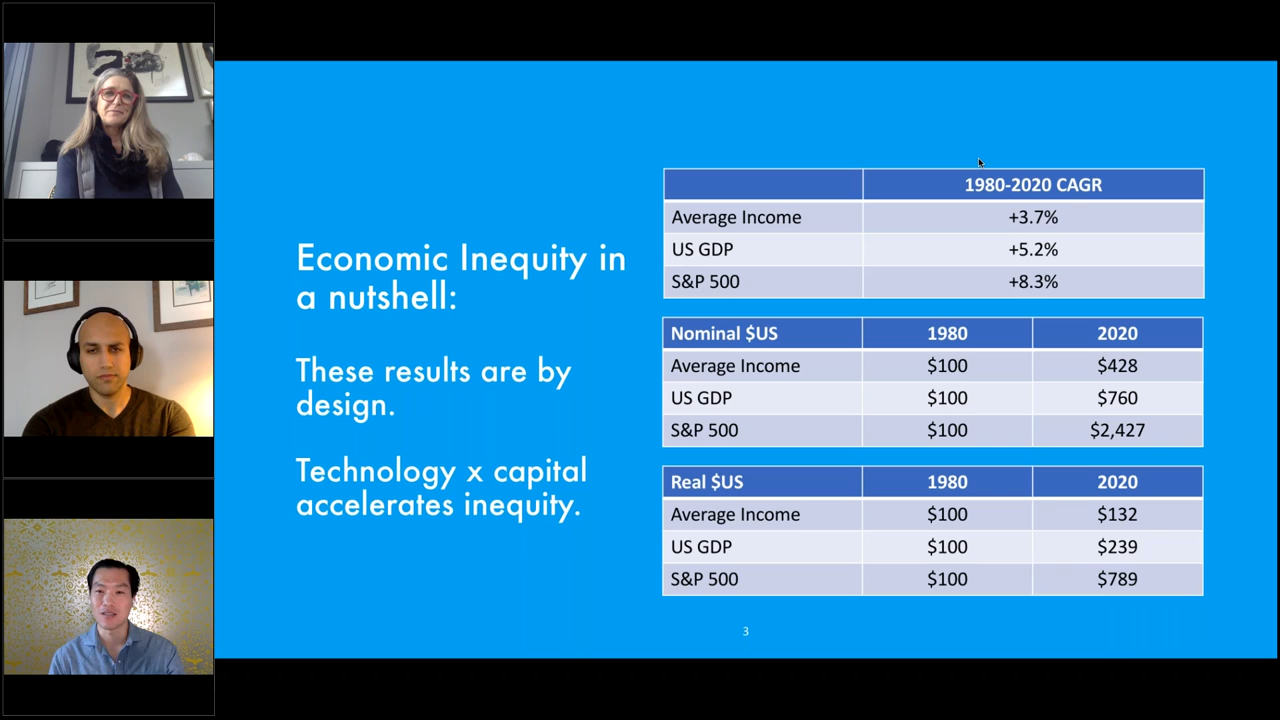 Economic Inequity in
a nutshell:
These results are by
design.
Technology x capital
accelerates inequity.
1980-2020 CAGR
Average Income +3.7%
US GDP +5.2%
S&P 500 +8.3%
Nominal $US 1980 2020
Average Income $100 $428
US GDP $100 $760
S&P 500 $100 $2,427
Real $US 1980 2020
Average Income $100 $132
US GDP $100 $239
S&P 500 $100 $789
3